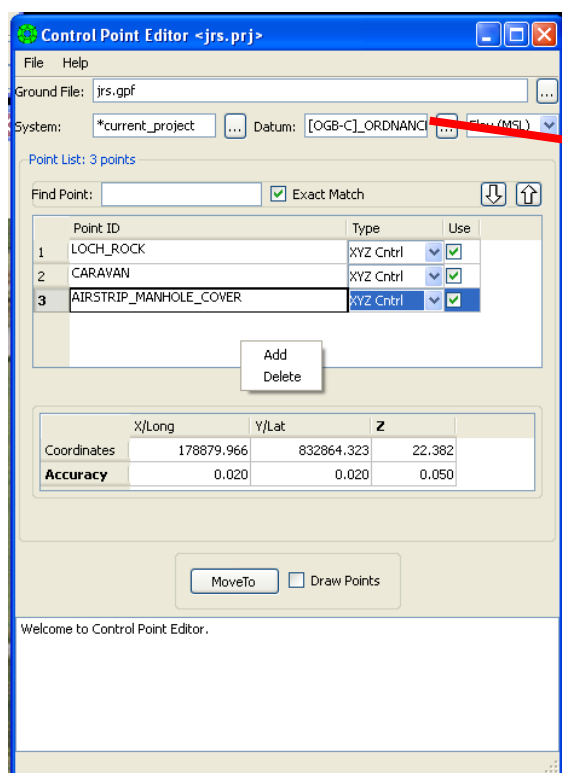 Control Point Editor <jrs.prj>
File Help
Ground File: jrs.gpf ...
System: *current_project ... Datum: [OGB-C]_ORDNANC ... Elev (MSL)
Point List: 3 points
Find Point: Exact Match
Point ID Type Use
1 LOCH_ROCK XYZ Cntrl
2 CARAVAN XYZ Cntrl
3 AIRSTRIP_MANHOLE_COVER XYZ Cntrl
Add
Delete
X/Long Y/Lat Z
Coordinates 178879.966 832864.323 22.382
Accuracy 0.020 0.020 0.050
MoveTo Draw Points
Welcome to Control Point Editor.